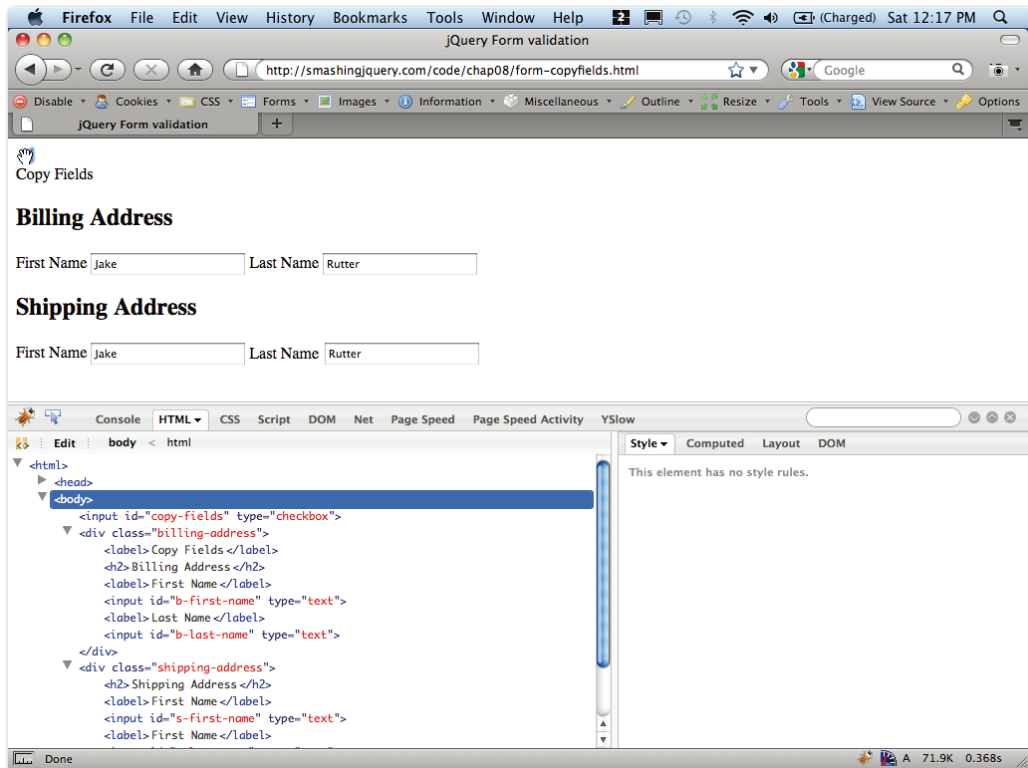 Firefox File Edit View History Bookmarks Tools Window Help 2 (Charged) Sat 12:17 PM
jQuery Form validation
http://smashingjquery.com/code/chap08/form-copyfields.html Google
Disable Cookies CSS Forms Images Information Miscellaneous Outline Resize Tools View Source Options
jQuery Form validation +
Copy Fields
Billing Address
First Name Jake Last Name Rutter
Shipping Address
First Name Jake Last Name Rutter
Console HTML CSS Script DOM Net Page Speed Page Speed Activity YSlow
Edit body < html Style Computed Layout DOM
This element has no style rules.
<html>
<head>
<body>
<input id="copy-fields" type="checkbox">
<div class="billing-address">
<label>Copy Fields</label>
<h2>Billing Address</h2>
<label>First Name</label>
<input id="b-first-name" type="text">
<label>Last Name</label>
<input id="b-last-name" type="text">
</div>
<div class="shipping-address">
<h2>Shipping Address</h2>
<label>First Name</label>
<input id="s-first-name" type="text">
<label>First Name</label>
Done A 71.9K 0.368s